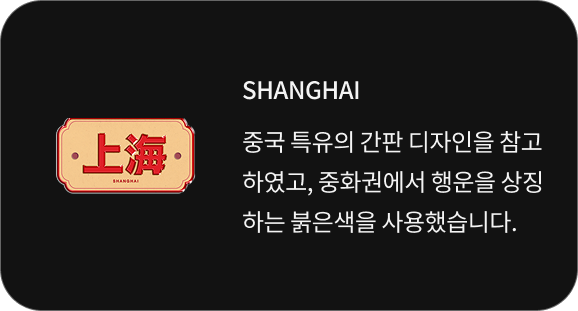 上海
SHANGHAI
SHANGHAI
중국 특유의 간판 디자인을 참고
하였고, 중화권에서 행운을 상징
하는 붉은색을 사용했습니다.